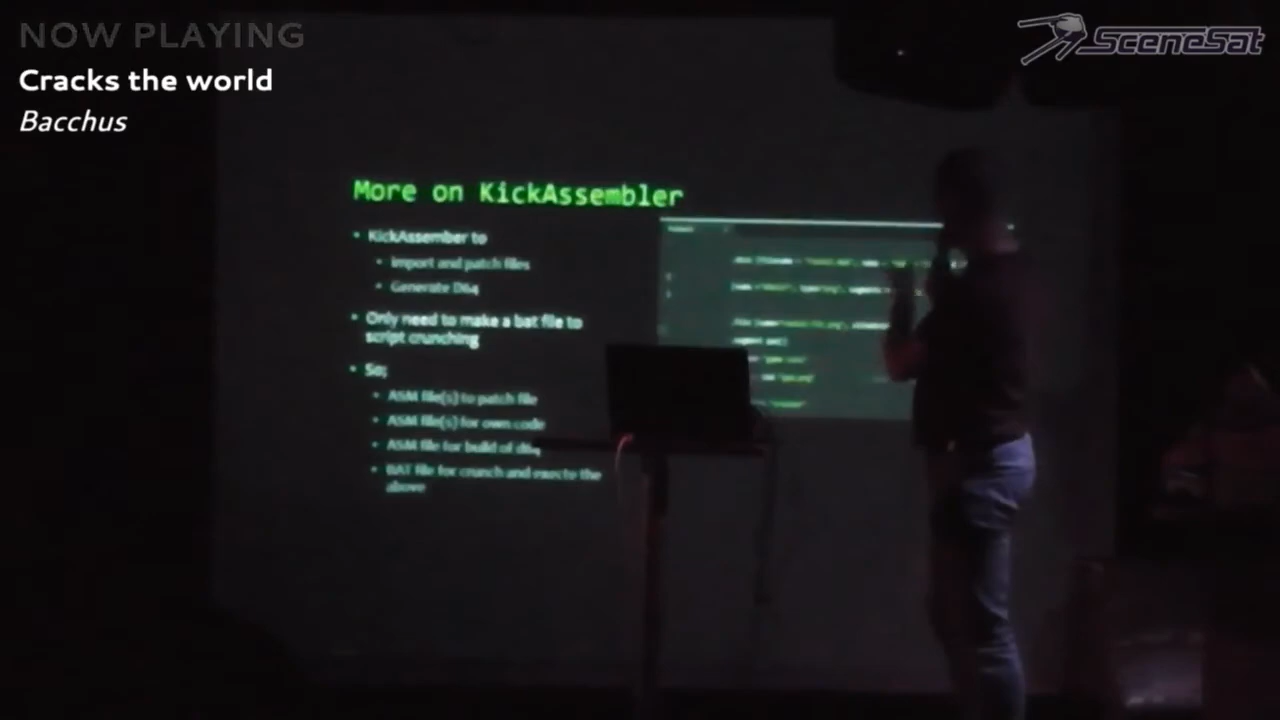 NOW PLAYING
Cracks the world
Bacchus
SceneSat
More on KickAssembler
• KickAssember to
• Import and patch files
• Generate D64
• Only need to make a bat file to
script crunching
• So;
• ASM file(s) to patch file
• ASM file(s) for own code
• ASM file for build of d64
• BAT file for crunch and execte the
above